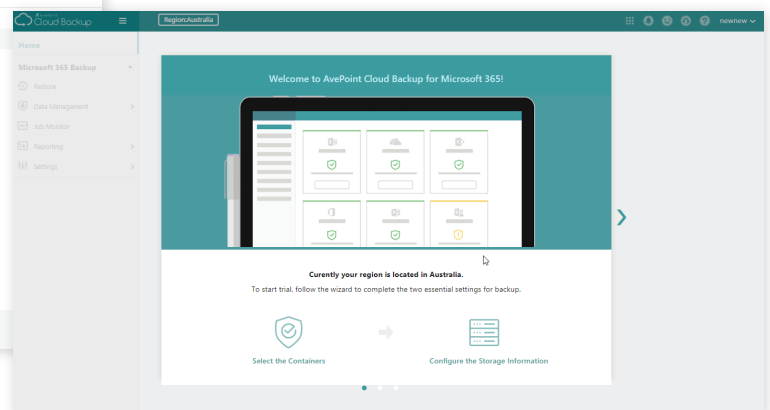 Cloud Backup
Region:Australia
newnew
Home
Microsoft 365 Backup
Restore
Data Management
Job Monitor
Reporting
Settings
Welcome to AvePoint Cloud Backup for Microsoft 365!
Curently your region is located in Australia.
To start trial, follow the wizard to complete the two essential settings for backup.
Select the Containers
Configure the Storage Information